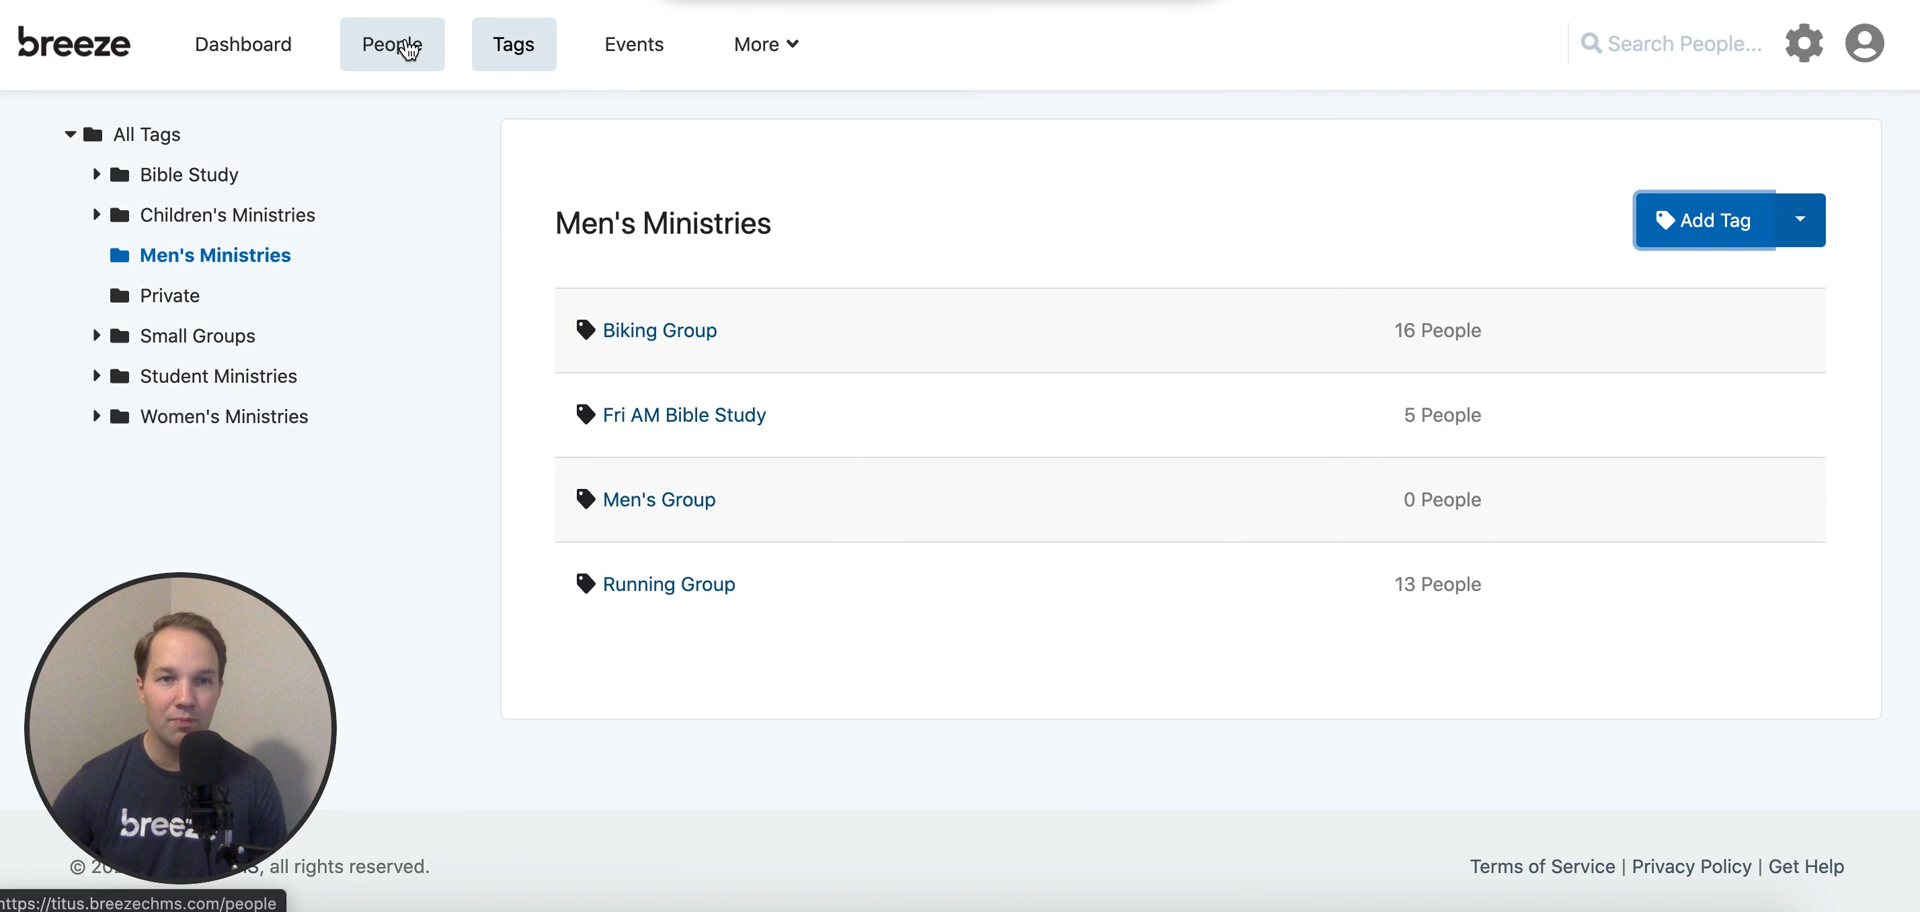 breeze
Dashboard
People
Tags
Events
More
Search People...
All Tags
Bible Study
Children's Ministries
Men's Ministries
Private
Small Groups
Student Ministries
Women's Ministries
Men's Ministries
Add Tag
Biking Group 16 People
Fri AM Bible Study 5 People
Men's Group 0 People
Running Group 13 People
all rights reserved.
Terms of Service | Privacy Policy | Get Help
https://titus.breezechms.com/people